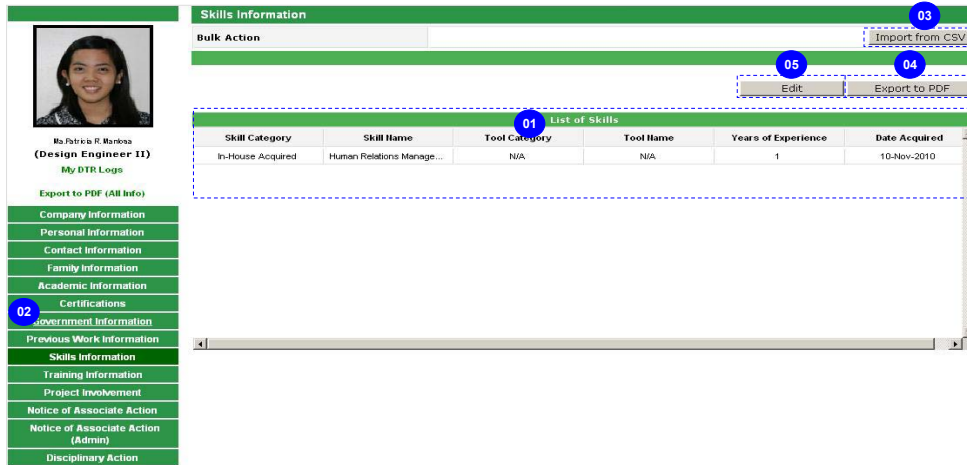 Skills Information
03
Bulk Action
Import from CSV
05
04
Edit
Export to PDF
01
List of Skills
Skill Category Skill Name Tool Category Tool Name Years of Experience Date Acquired
In-House Acquired Human Relations Manage... N/A N/A 1 10-Nov-2010
Ma.Patricia R. Manlosa
(Design Engineer II)
My DTR Logs
Export to PDF (All Info)
Company Information
Personal Information
Contact Information
Family Information
Academic Information
Certifications
02
Government Information
Previous Work Information
Skills Information
Training Information
Project Involvement
Notice of Associate Action
Notice of Associate Action
(Admin)
Disciplinary Action